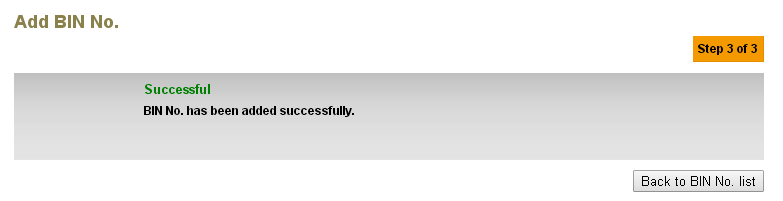 Add BIN No.
Step 3 of 3
Successful
BIN No. has been added successfully.
Back to BIN No. list